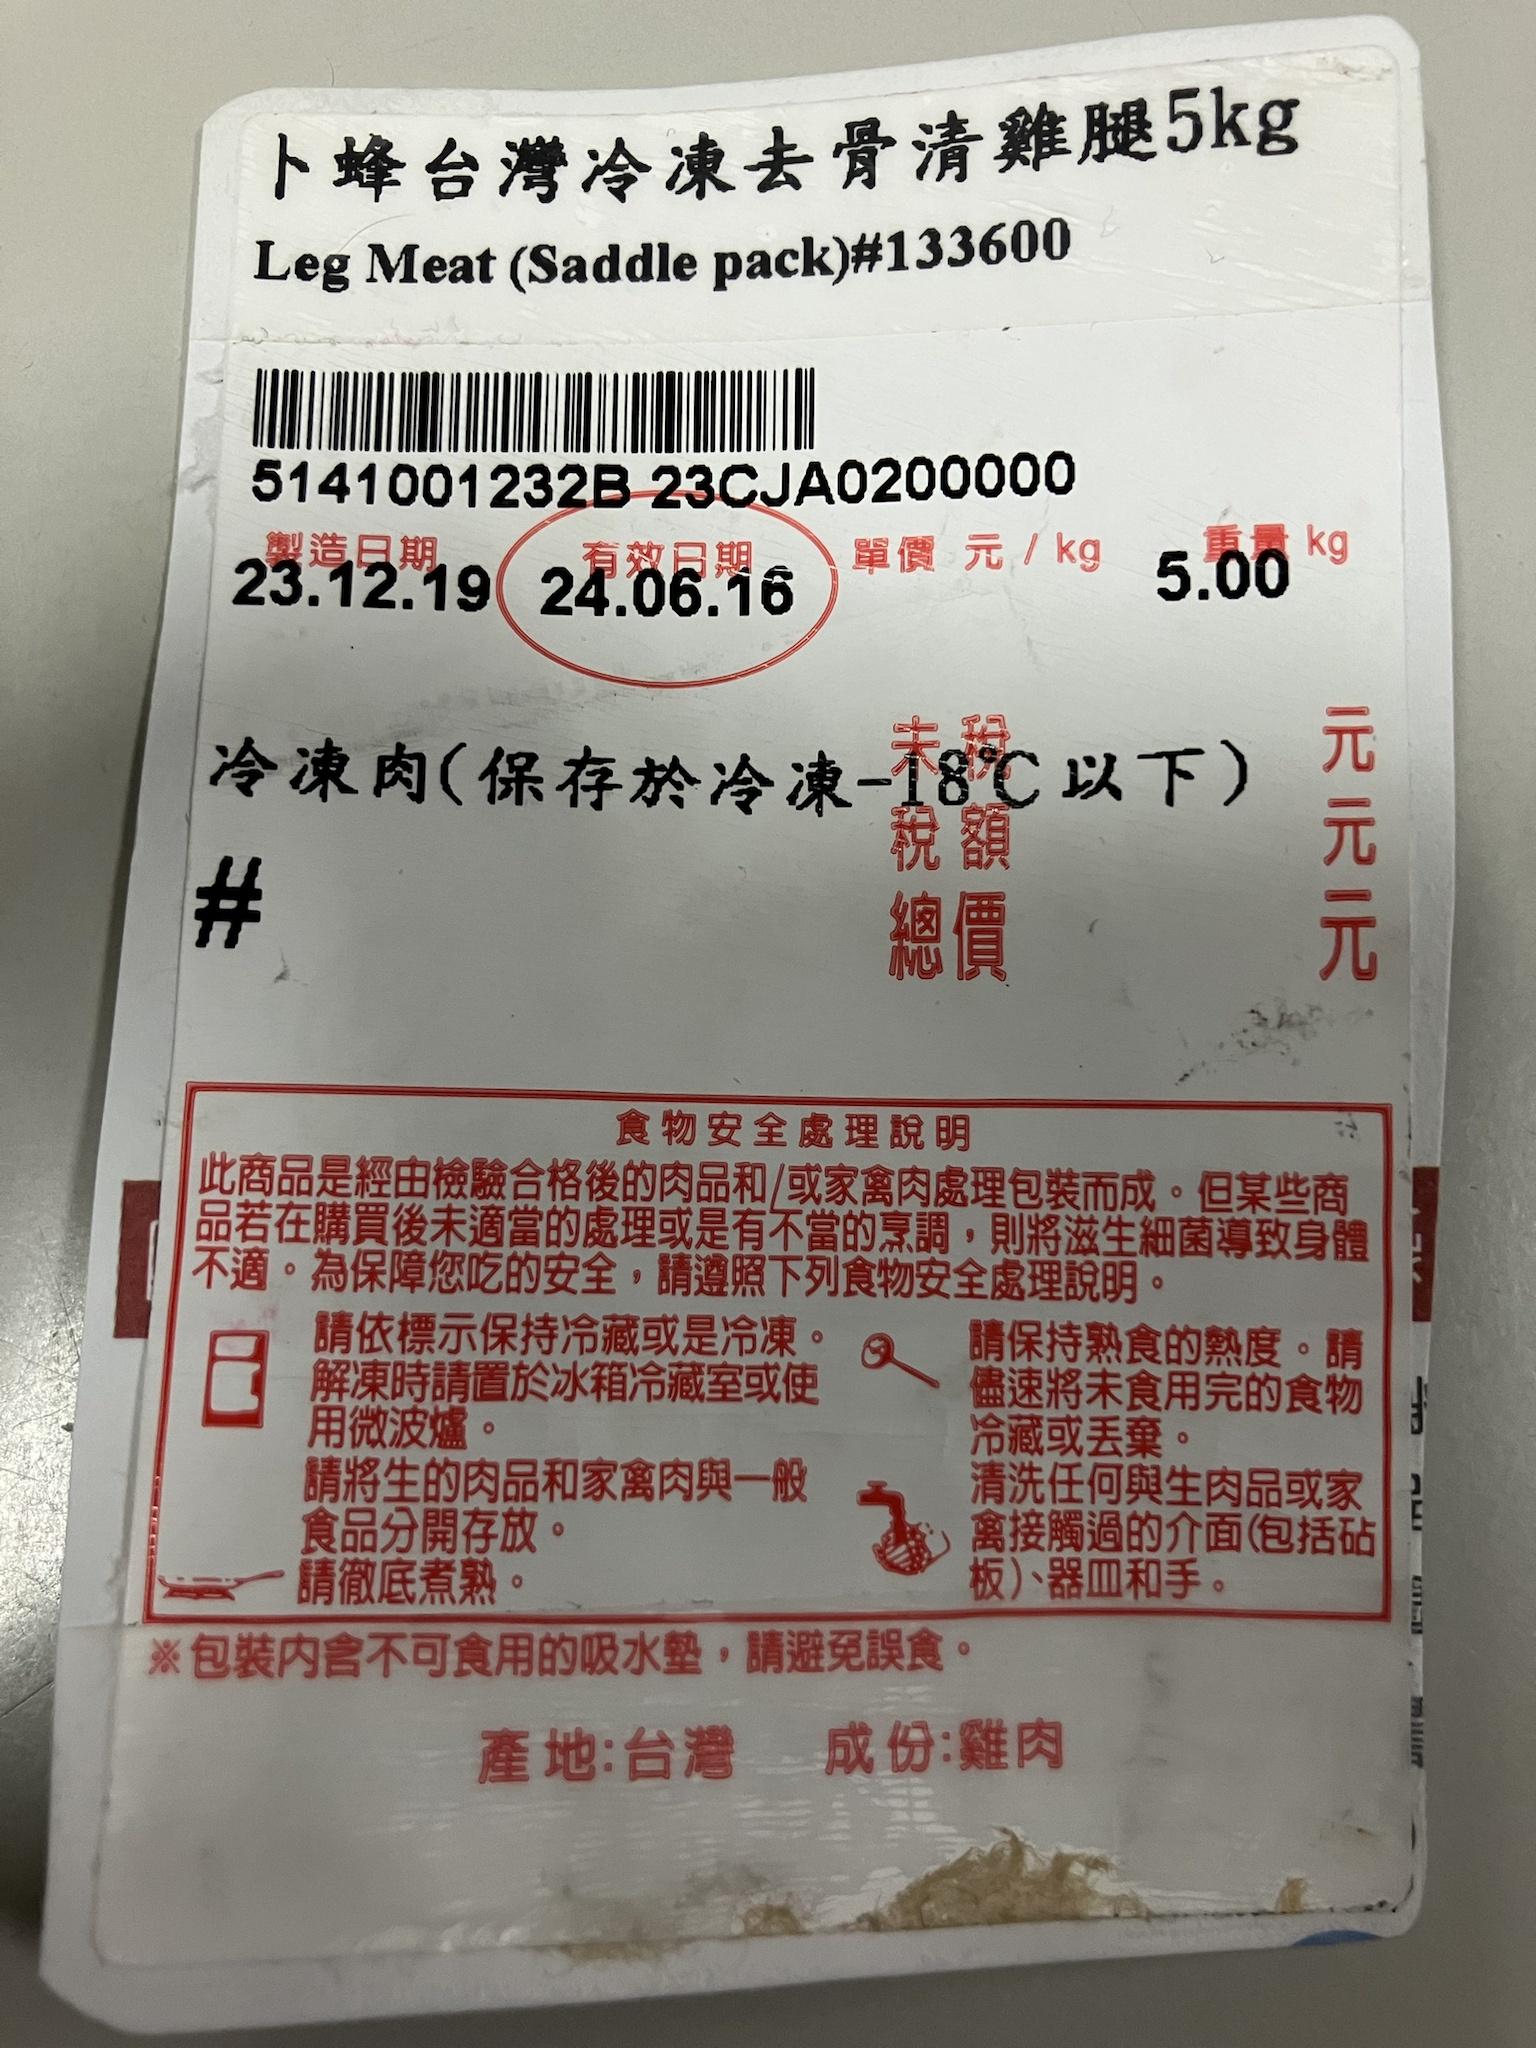 卜蜂台灣冷凍去骨清雞腿5kg
Leg Meat (Saddle pack)#133600
5141001232B 23CJA0200000
製造日期 有效日期 單價 元 / kg 重量 kg
23.12.19 24.06.16 5.00
未稅 元
冷凍肉(保存於冷凍-18℃以下)
稅額 元
#
總價 元
食物安全處理說明
此商品是經由檢驗合格後的肉品和/或家禽肉處理包裝而成。但某些商
品若在購買後未適當的處理或是有不當的烹調，則將滋生細菌導致身體
不適。為保障您吃的安全，請遵照下列食物安全處理說明。
請依標示保持冷藏或是冷凍。
解凍時請置於冰箱冷藏室或使
用微波爐。
請將生的肉品和家禽肉與一般
食品分開存放。
請徹底煮熟。
請保持熟食的熱度。請
儘速將未食用完的食物
冷藏或丟棄。
清洗任何與生肉品或家
禽接觸過的介面(包括砧
板)、器皿和手。
※包裝內含不可食用的吸水墊，請避免誤食。
產地:台灣 成份:雞肉